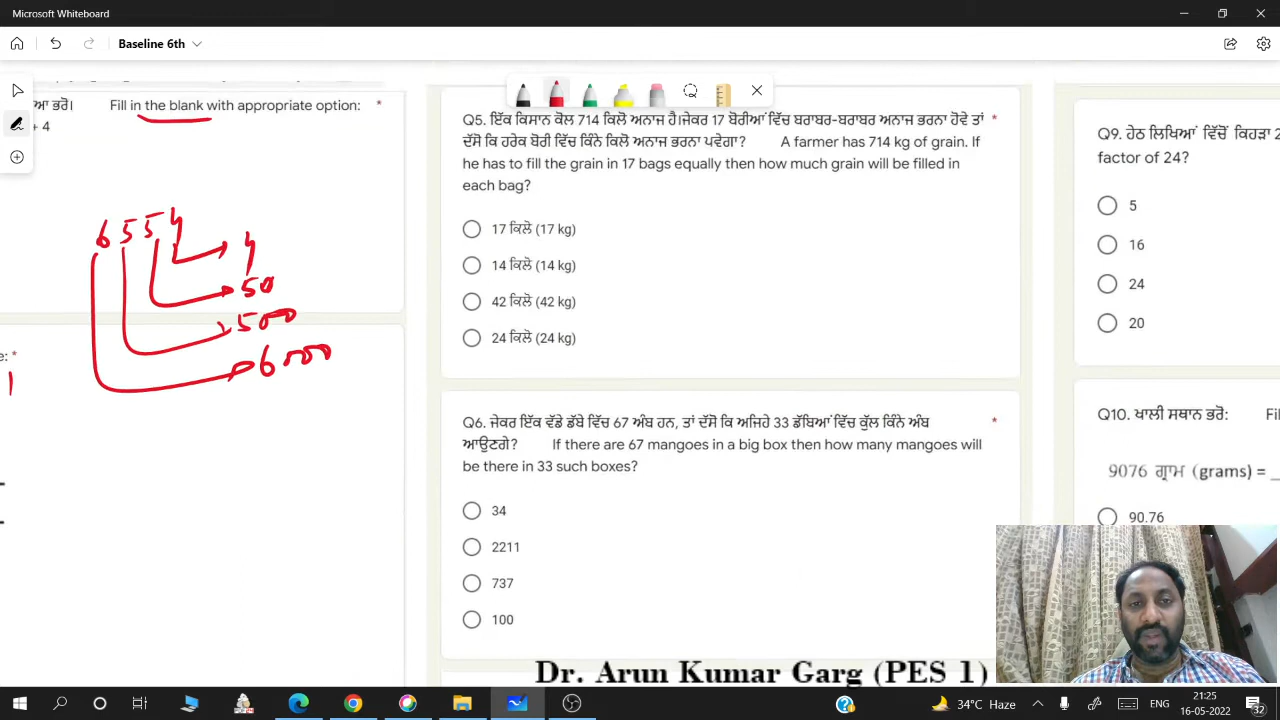 Microsoft Whiteboard
Baseline 6th
ਆ ਭਰੋ। Fill in the blank with appropriate option: *
+ 4
6554
4
50
500
6000
e: *
1
Q5. ਇੱਕ ਕਿਸਾਨ ਕੋਲ 714 ਕਿਲੋ ਅਨਾਜ ਹੈ।ਜੇਕਰ 17 ਬੋਰੀਆਂ ਵਿੱਚ ਬਰਾਬਰ-ਬਰਾਬਰ ਅਨਾਜ ਭਰਨਾ ਹੋਵੇ ਤਾਂ *
ਦੱਸੋ ਕਿ ਹਰੇਕ ਬੋਰੀ ਵਿੱਚ ਕਿੰਨੇ ਕਿਲੋ ਅਨਾਜ ਭਰਨਾ ਪਵੇਗਾ? A farmer has 714 kg of grain. If
he has to fill the grain in 17 bags equally then how much grain will be filled in
each bag?
17 ਕਿਲੋ (17 kg)
14 ਕਿਲੋ (14 kg)
42 ਕਿਲੋ (42 kg)
24 ਕਿਲੋ (24 kg)
Q6. ਜੇਕਰ ਇੱਕ ਵੱਡੇ ਡੱਬੇ ਵਿੱਚ 67 ਅੰਬ ਹਨ, ਤਾਂ ਦੱਸੋ ਕਿ ਅਜਿਹੇ 33 ਡੱਬਿਆਂ ਵਿੱਚ ਕੁੱਲ ਕਿੰਨੇ ਅੰਬ *
ਆਉਣਗੇ? If there are 67 mangoes in a big box then how many mangoes will
be there in 33 such boxes?
34
2211
737
100
Q9. ਹੇਠ ਲਿਖਿਆਂ ਵਿੱਚੋਂ ਕਿਹੜਾ 2
factor of 24?
5
16
24
20
Q10. ਖਾਲੀ ਸਥਾਨ ਭਰੋ: Fi
9076 ਗ੍ਰਾਮ (grams) = _
90.76
Dr. Arun Kumar Garg (PES 1)
34°C Haze
ENG
21:25
16-05-2022
32